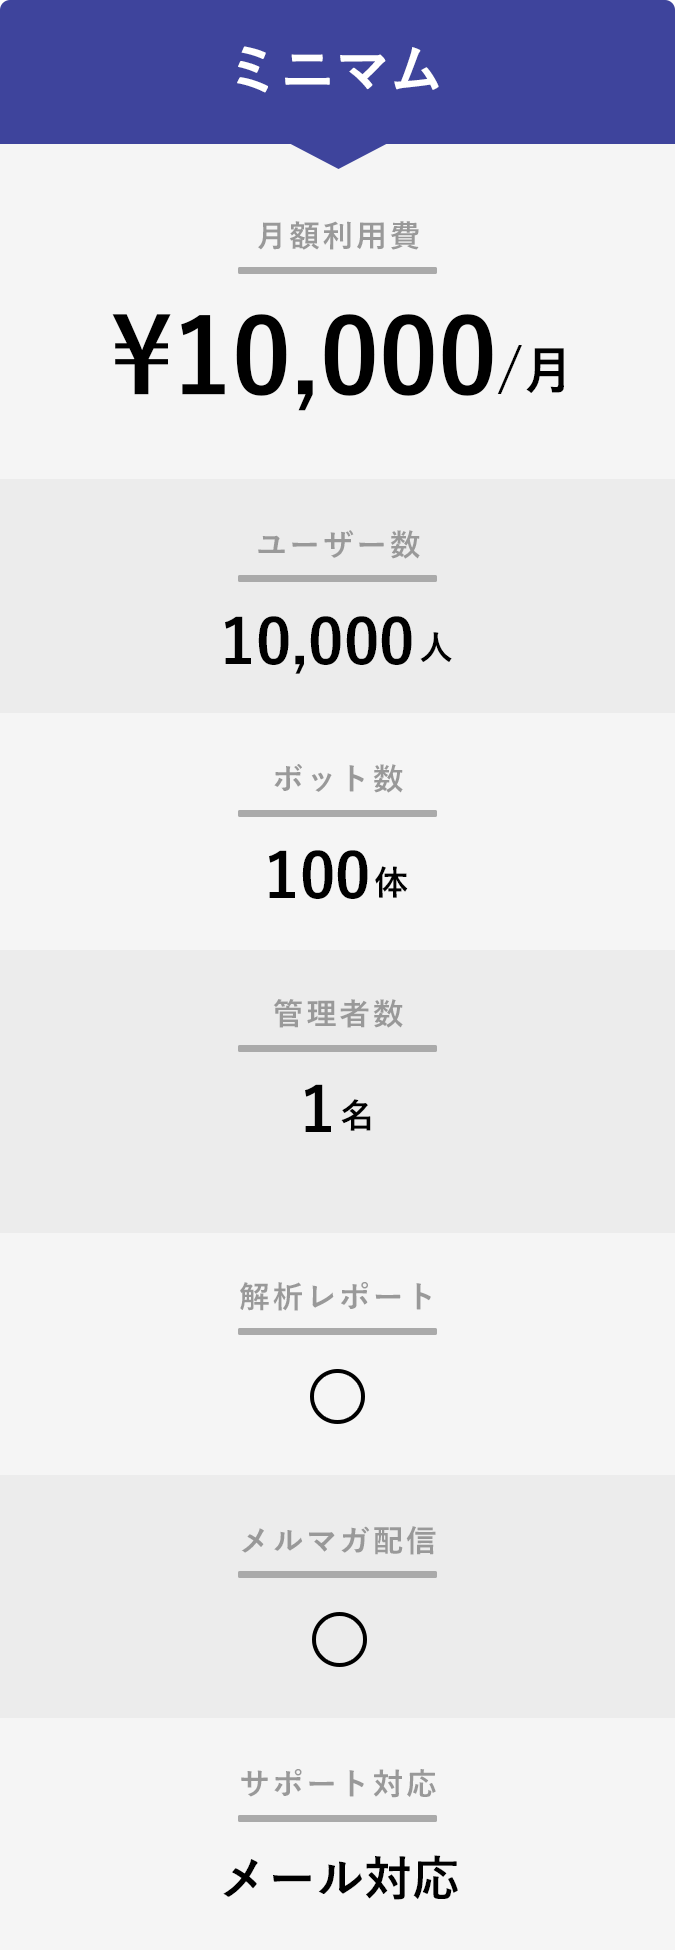 ミニマム
月額利用費
¥10,000/月
ユーザー数
10,000人
ボット数
100体
管理者数
1名
解析レポート
○
メルマガ配信
○
サポート対応
メール対応